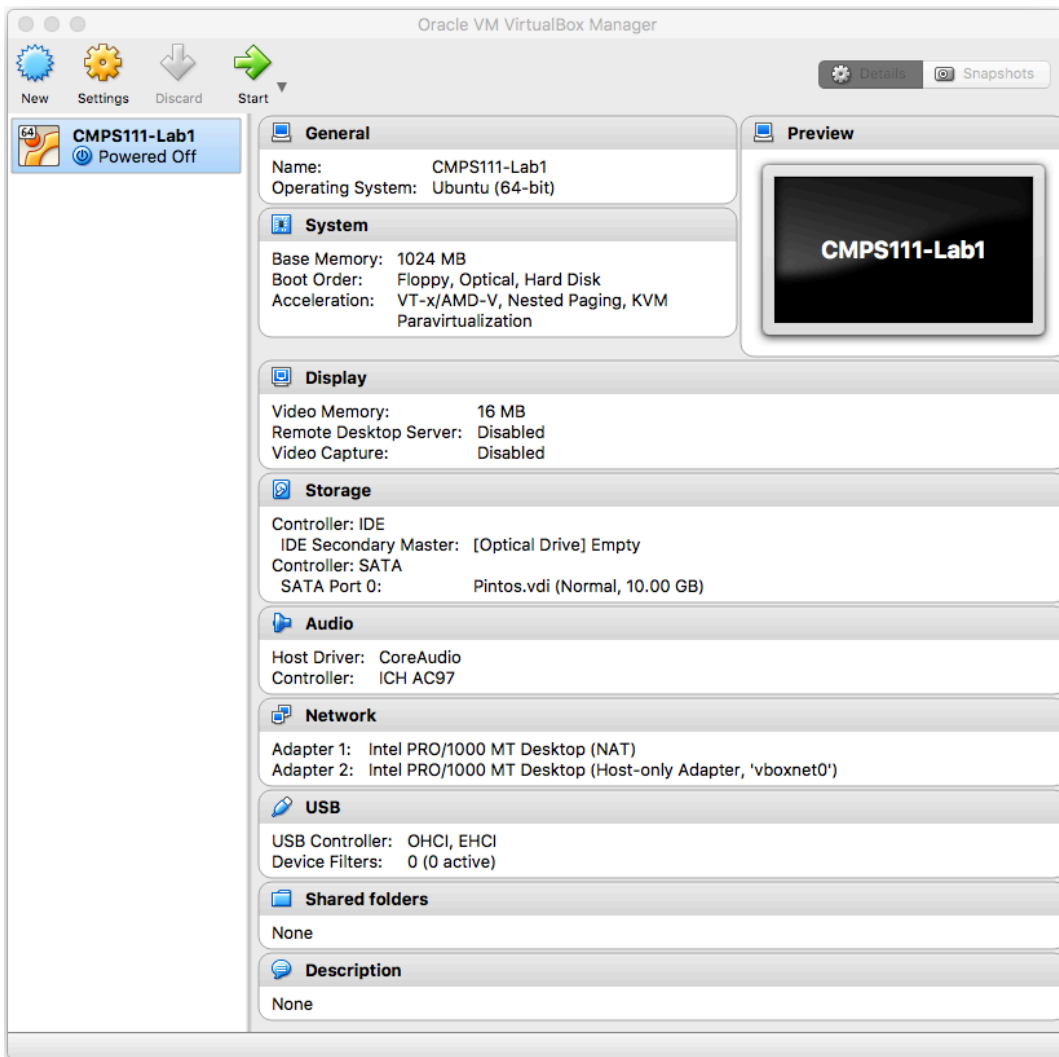 Oracle VM VirtualBox Manager
New Settings Discard Start
Details Snapshots
64
CMPS111-Lab1
Powered Off
General
Name: CMPS111-Lab1
Operating System: Ubuntu (64-bit)
System
Base Memory: 1024 MB
Boot Order: Floppy, Optical, Hard Disk
Acceleration: VT-x/AMD-V, Nested Paging, KVM
Paravirtualization
Preview
CMPS111-Lab1
Display
Video Memory: 16 MB
Remote Desktop Server: Disabled
Video Capture: Disabled
Storage
Controller: IDE
IDE Secondary Master: [Optical Drive] Empty
Controller: SATA
SATA Port 0: Pintos.vdi (Normal, 10.00 GB)
Audio
Host Driver: CoreAudio
Controller: ICH AC97
Network
Adapter 1: Intel PRO/1000 MT Desktop (NAT)
Adapter 2: Intel PRO/1000 MT Desktop (Host-only Adapter, 'vboxnet0')
USB
USB Controller: OHCI, EHCI
Device Filters: 0 (0 active)
Shared folders
None
Description
None